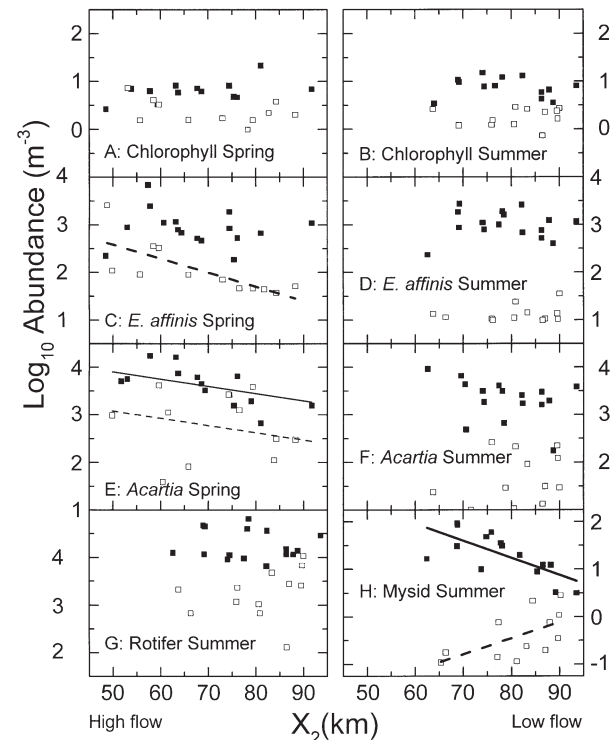 Log10 Abundance (m-3)
2
1
0
A: Chlorophyll Spring
2
1
0
B: Chlorophyll Summer
4
3
2
1
C: E. affinis Spring
4
3
2
1
D: E. affinis Summer
4
3
2
1
E: Acartia Spring
4
3
2
F: Acartia Summer
4
3
2
G: Rotifer Summer
2
1
0
-1
H: Mysid Summer
50 60 70 80 90
50 60 70 80 90
High flow X2(km) Low flow